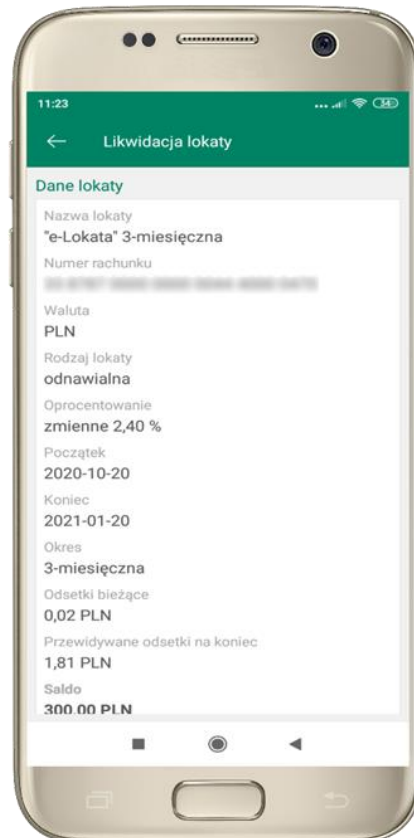 11:23
34
Likwidacja lokaty
Dane lokaty
Nazwa lokaty
"e-Lokata" 3-miesięczna
Numer rachunku
Waluta
PLN
Rodzaj lokaty
odnawialna
Oprocentowanie
zmienne 2,40 %
Początek
2020-10-20
Koniec
2021-01-20
Okres
3-miesięczna
Odsetki bieżące
0,02 PLN
Przewidywane odsetki na koniec
1,81 PLN
Saldo
300,00 PLN